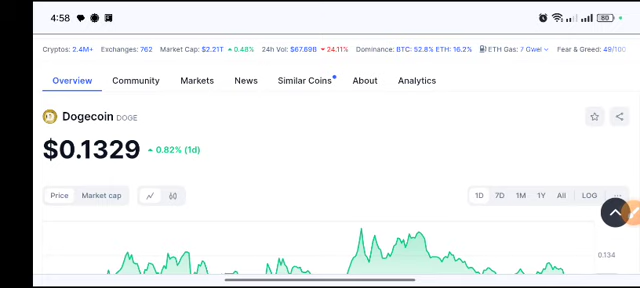 4:58 80
Cryptos: 2.4M+ Exchanges: 762 Market Cap: $2.21T 0.48% 24h Vol: $67.69B 24.11% Dominance: BTC: 52.8% ETH: 16.2% ETH Gas: 7 Gwei Fear & Greed: 49/100
Overview Community Markets News Similar Coins About Analytics
Dogecoin DOGE
$0.1329 0.82% (1d)
Price Market cap 1D 7D 1M 1Y All LOG ...
0.134